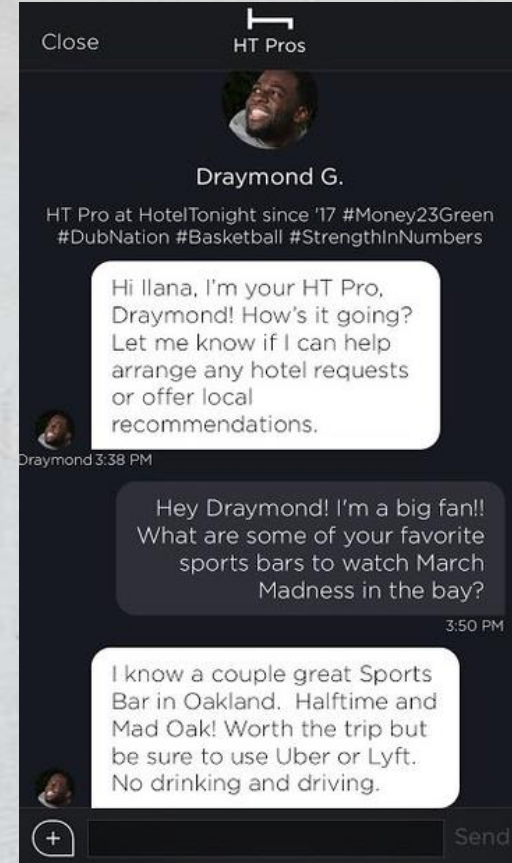 Close
HT Pros
Draymond G.
HT Pro at HotelTonight since '17 #Money23Green
#DubNation #Basketball #StrengthInNumbers
Hi Ilana, I'm your HT Pro,
Draymond! How's it going?
Let me know if I can help
arrange any hotel requests
or offer local
recommendations.
Draymond 3:38 PM
Hey Draymond! I'm a big fan!!
What are some of your favorite
sports bars to watch March
Madness in the bay?
3:50 PM
I know a couple great Sports
Bar in Oakland. Halftime and
Mad Oak! Worth the trip but
be sure to use Uber or Lyft.
No drinking and driving.
Send